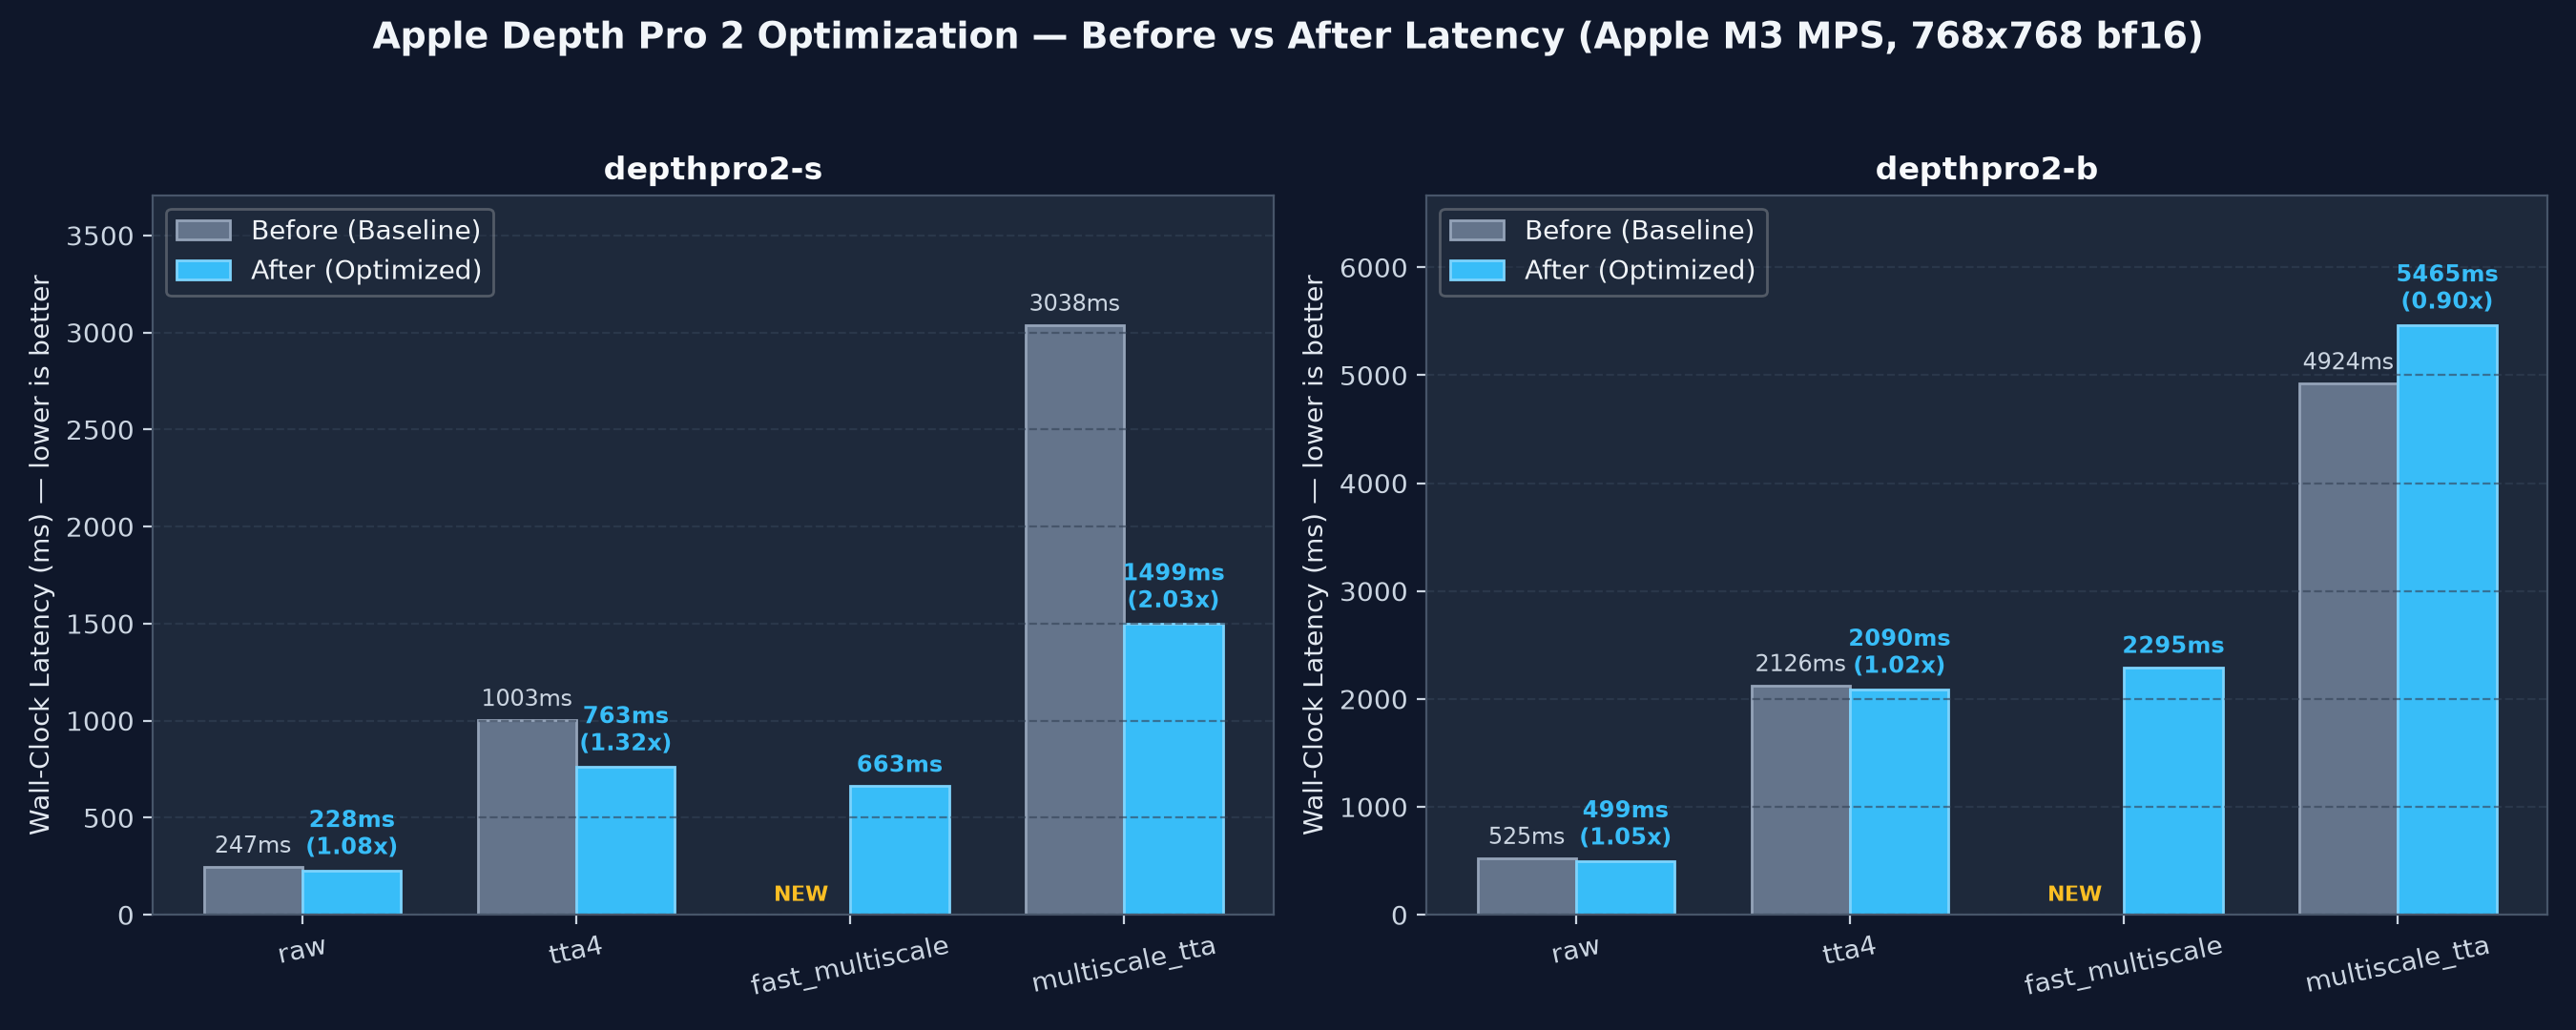 Apple Depth Pro 2 Optimization — Before vs After Latency (Apple M3 MPS, 768x768 bf16)
depthpro2-s
Before (Baseline)
After (Optimized)
Wall-Clock Latency (ms) — lower is better
3500
3000
2500
2000
1500
1000
500
0
247ms
228ms
(1.08x)
1003ms
763ms
(1.32x)
NEW
663ms
3038ms
1499ms
(2.03x)
raw
tta4
fast_multiscale
multiscale_tta
depthpro2-b
Before (Baseline)
After (Optimized)
Wall-Clock Latency (ms) — lower is better
6000
5000
4000
3000
2000
1000
0
525ms
499ms
(1.05x)
2126ms
2090ms
(1.02x)
NEW
2295ms
4924ms
5465ms
(0.90x)
raw
tta4
fast_multiscale
multiscale_tta